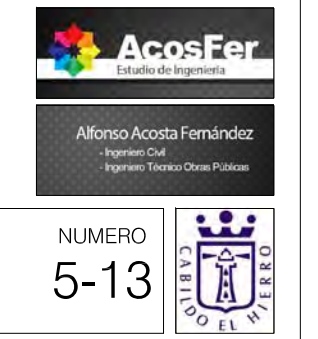 AcosFer
Estudio de Ingeniería
Alfonso Acosta Fernández
- Ingeniero Civil
- Ingeniero Técnico Obras Públicas
NUMERO
5-13
CABILDO EL HIERRO